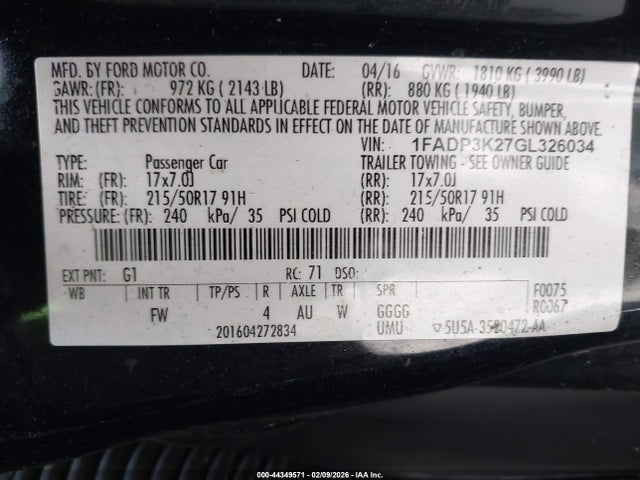 MFD. BY FORD MOTOR CO. DATE: 04/16 GVWR: 1810 KG ( 3990 LB)
GAWR: (FR): 972 KG ( 2143 LB) (RR): 880 KG ( 1940 LB)
THIS VEHICLE CONFORMS TO ALL APPLICABLE FEDERAL MOTOR VEHICLE SAFETY, BUMPER,
AND THEFT PREVENTION STANDARDS IN EFFECT ON THE DATE OF MANUFACTURE SHOWN ABOVE.
VIN: 1FADP3K27GL326034
TYPE: Passenger Car TRAILER TOWING - SEE OWNER GUIDE
RIM: (FR): 17x7.0J (RR): 17x7.0J
TIRE: (FR): 215/50R17 91H (RR): 215/50R17 91H
PRESSURE: (FR): 240 kPa/ 35 PSI COLD (RR): 240 kPa/ 35 PSI COLD
EXT PNT: G1 RC: 71 DSO: F0075
WB INT TR TP/PS R AXLE TR SPR RC067
FW 4 AU W GGGG
201604272834 UMU ▽5U5A-3520472-AA
000-44349571 - 02/09/2026 - IAA, Inc.